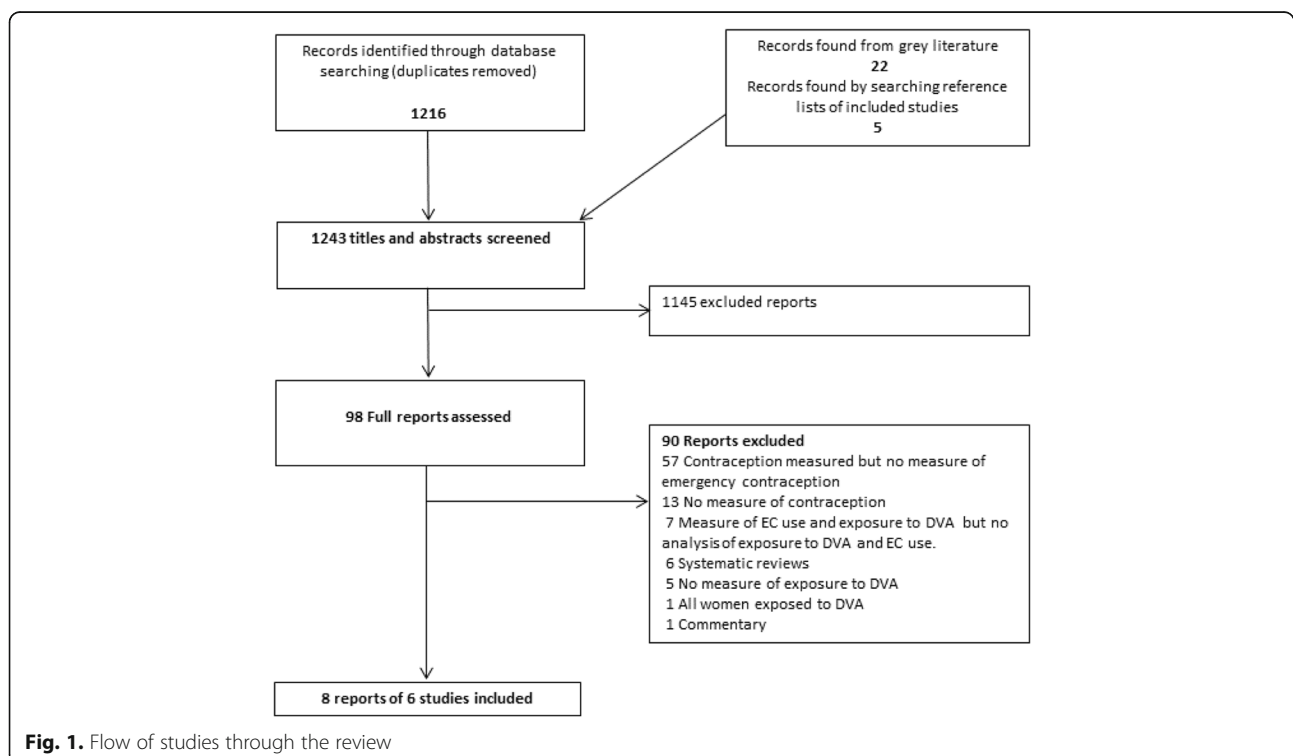 Records identified through database
searching (duplicates removed)
1216
Records found from grey literature
22
Records found by searching reference
lists of included studies
5
1243 titles and abstracts screened
1145 excluded reports
98 Full reports assessed
90 Reports excluded
57 Contraception measured but no measure of
emergency contraception
13 No measure of contraception
7 Measure of EC use and exposure to DVA but no
analysis of exposure to DVA and EC use.
6 Systematic reviews
5 No measure of exposure to DVA
1 All women exposed to DVA
1 Commentary
8 reports of 6 studies included
Fig. 1. Flow of studies through the review